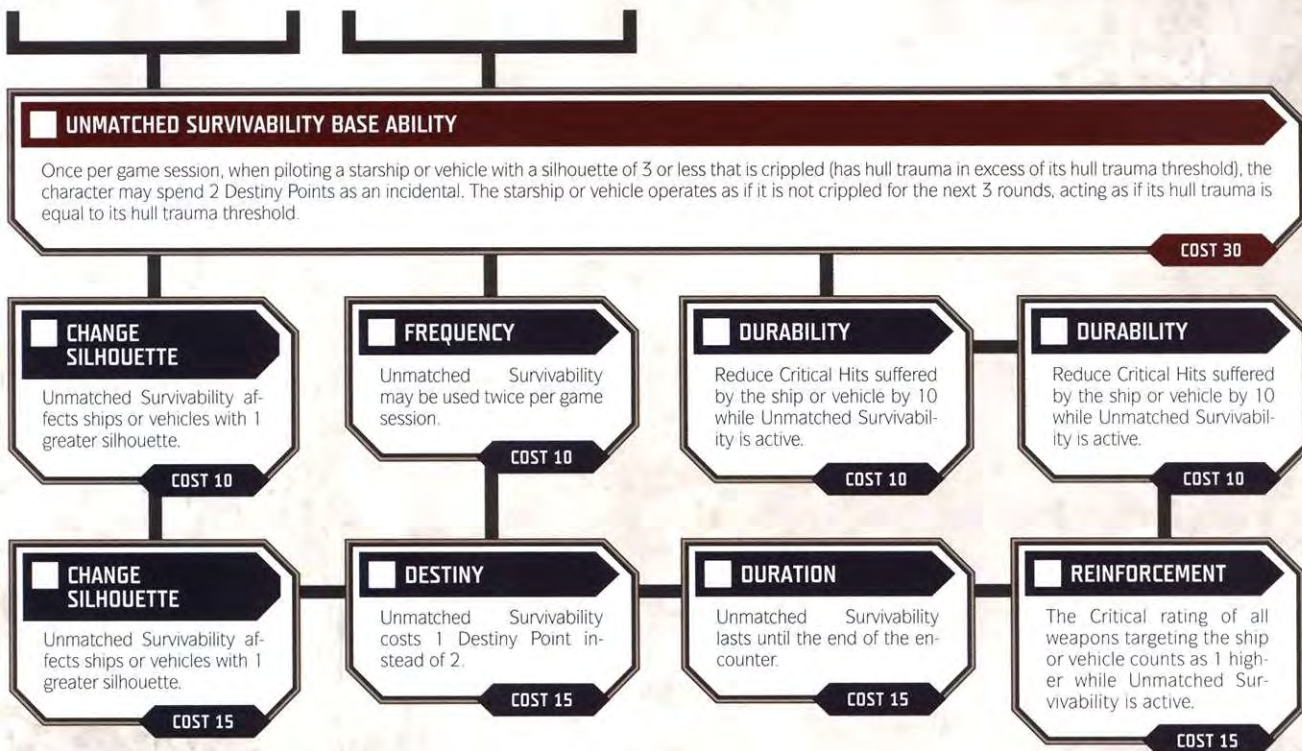 UNMATCHED SURVIVABILITY BASE ABILITY
Once per game session, when piloting a starship or vehicle with a silhouette of 3 or less that is crippled (has hull trauma in excess of its hull trauma threshold), the
character may spend 2 Destiny Points as an incidental. The starship or vehicle operates as if it is not crippled for the next 3 rounds, acting as if its hull trauma is
equal to its hull trauma threshold.
COST 30
CHANGE
SILHOUETTE
Unmatched Survivability af-
fects ships or vehicles with 1
greater silhouette.
COST 10
FREQUENCY
Unmatched Survivability
may be used twice per game
session.
COST 10
DURABILITY
Reduce Critical Hits suffered
by the ship or vehicle by 10
while Unmatched Survivabil-
ity is active.
COST 10
DURABILITY
Reduce Critical Hits suffered
by the ship or vehicle by 10
while Unmatched Survivabil-
ity is active.
COST 10
CHANGE
SILHOUETTE
Unmatched Survivability af-
fects ships or vehicles with 1
greater silhouette.
COST 15
DESTINY
Unmatched Survivability
costs 1 Destiny Point in-
stead of 2.
COST 15
DURATION
Unmatched Survivability
lasts until the end of the en-
counter.
COST 15
REINFORCEMENT
The Critical rating of all
weapons targeting the ship
or vehicle counts as 1 high-
er while Unmatched Sur-
vivability is active.
COST 15